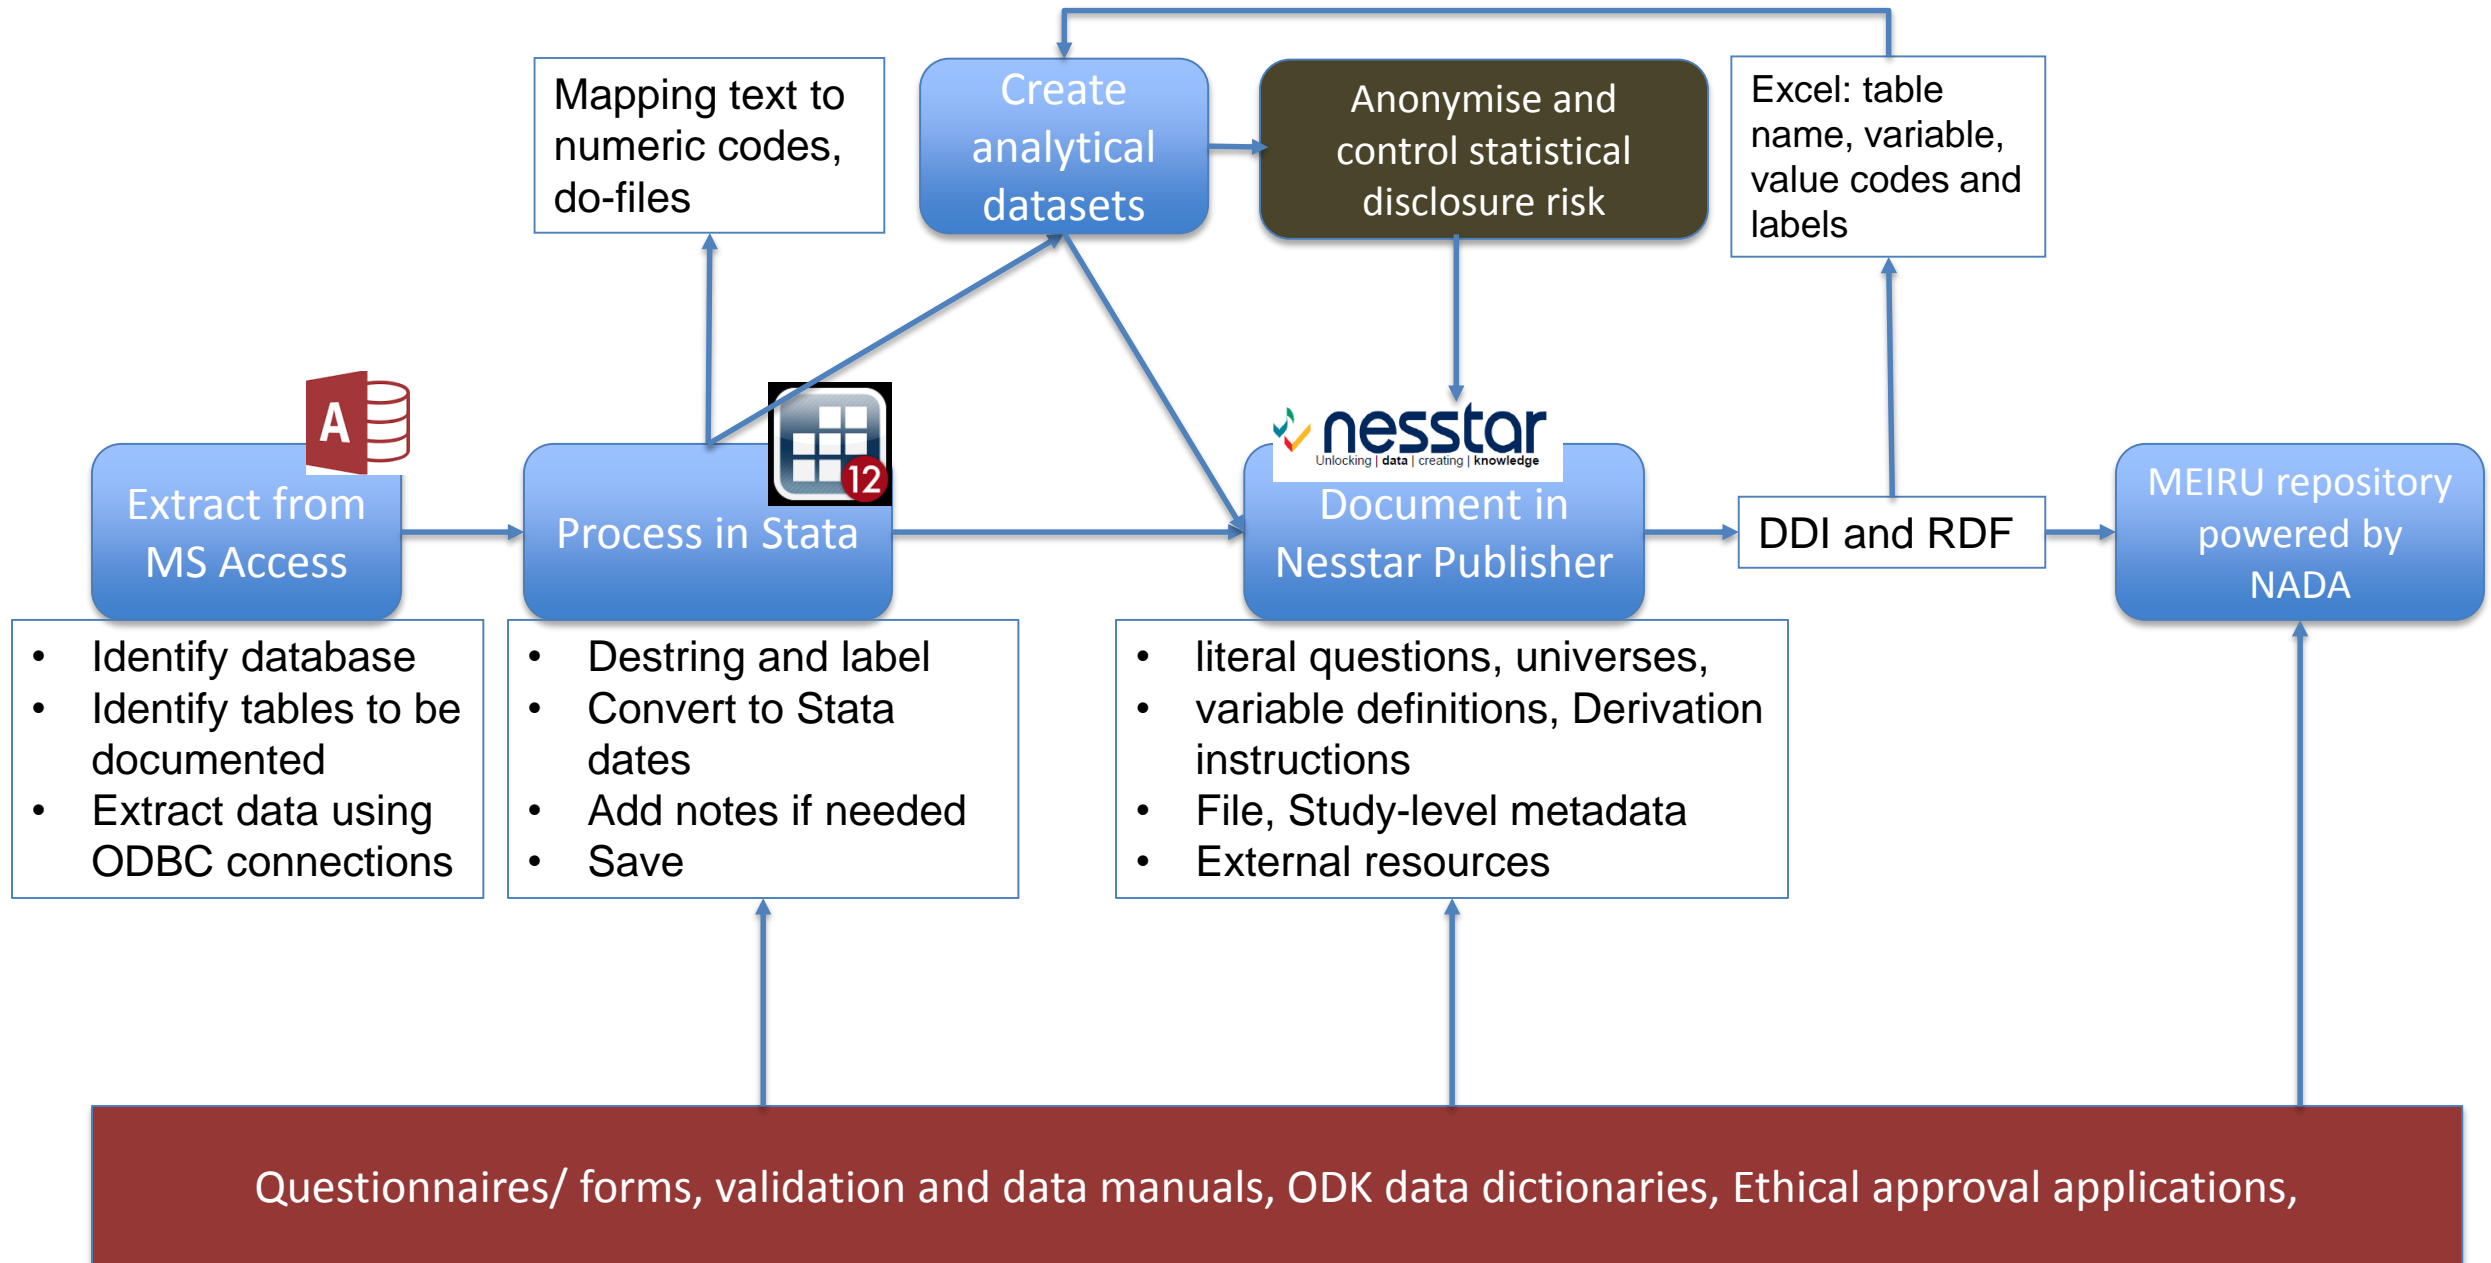 Mapping text to
numeric codes,
do-files
Create
analytical
datasets
Anonymise and
control statistical
disclosure risk
Excel: table
name, variable,
value codes and
labels
A
Extract from
MS Access
12
Process in Stata
nesstar
Unlocking | data | creating | knowledge
Document in
Nesstar Publisher
DDI and RDF
MEIRU repository
powered by
NADA
• Identify database
• Identify tables to be
documented
• Extract data using
ODBC connections
• Destring and label
• Convert to Stata
dates
• Add notes if needed
• Save
• literal questions, universes,
• variable definitions, Derivation
instructions
• File, Study-level metadata
• External resources
Questionnaires/ forms, validation and data manuals, ODK data dictionaries, Ethical approval applications,